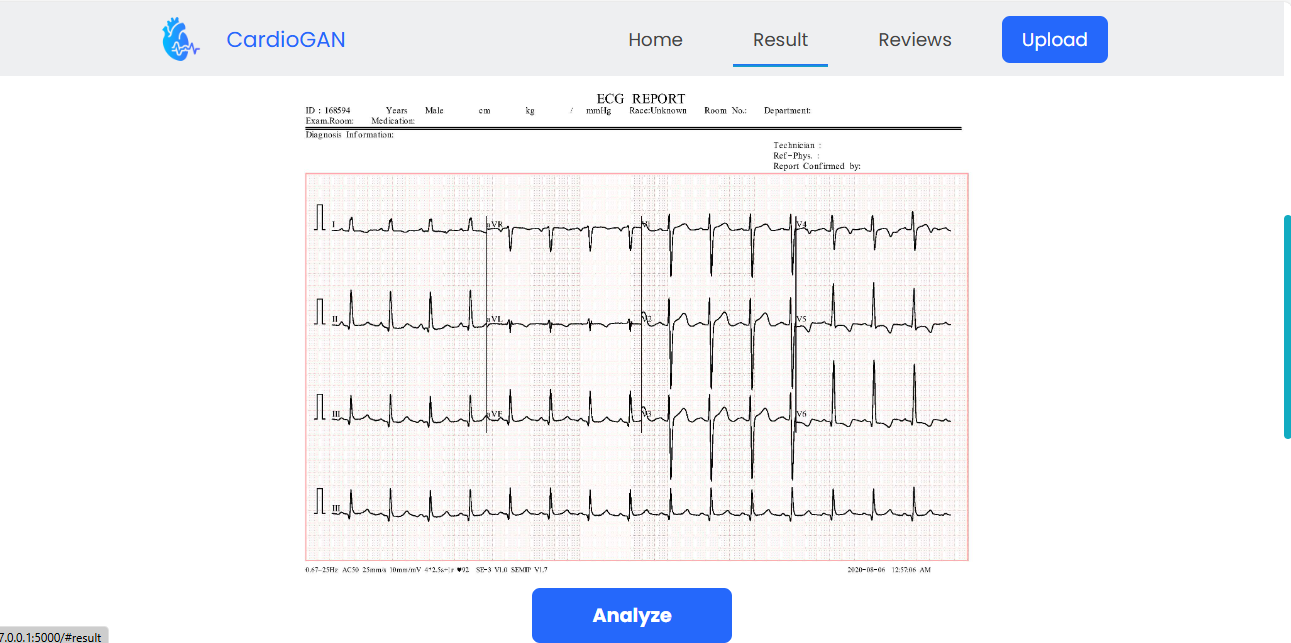 CardioGAN
Home Result Reviews Upload
ECG REPORT
ID : 168594 Years Male cm kg / mmHg Race:Unknown Room No.: Department:
Exam.Room: Medication:
Diagnosis Information:
Technician :
Ref-Phys. :
Report Confirmed by:
I aVR V1 V4
II aVL V2 V5
III aVF V3 V6
III
0.67~25Hz AC50 25mm/s 10mm/mV 4*2.5s+1r ♥92 SE-3 V1.0 SEMIP V1.7 2020-08-06 12:57:06 AM
Analyze
7.0.0.1:5000/#result